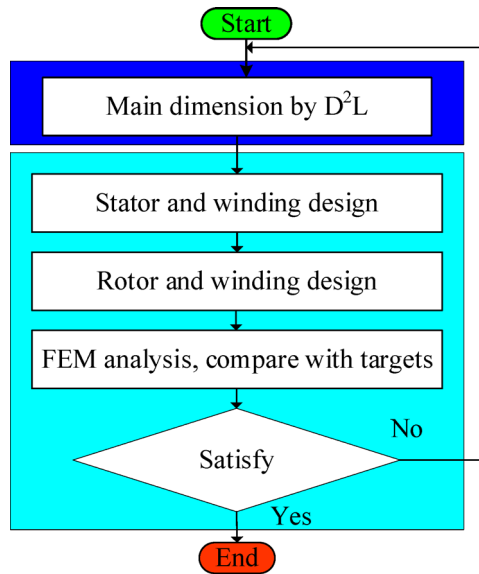 Start
Main dimension by D²L
Stator and winding design
Rotor and winding design
FEM analysis, compare with targets
Satisfy
No
Yes
End